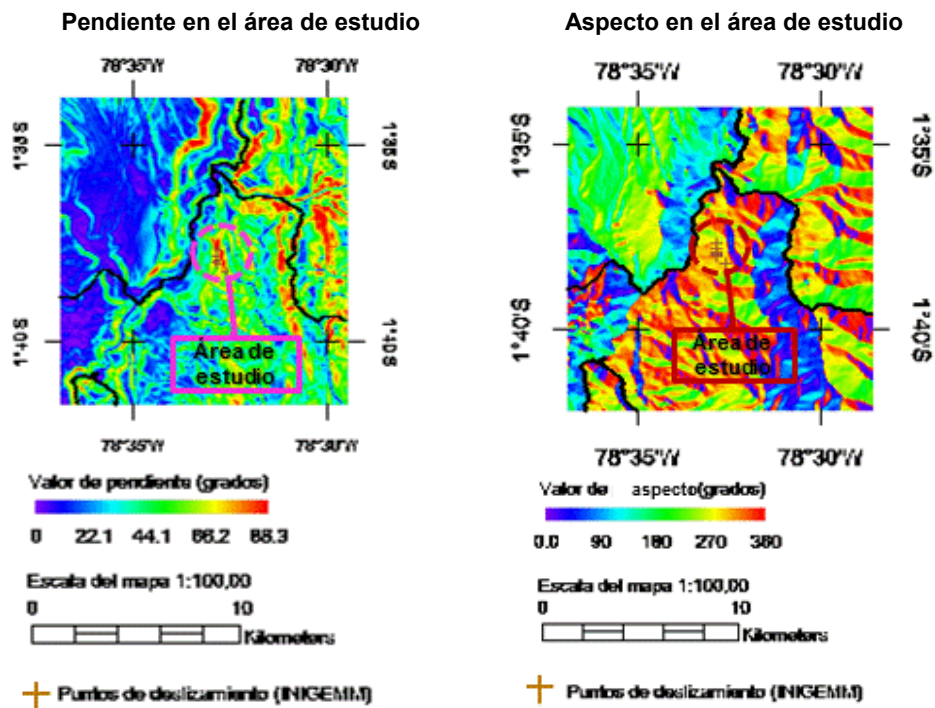 Pendiente en el área de estudio
78°35'W 78°30'W
1°35'S 1°35'S
1°40'S 1°40'S
Área de
estudio
78°35'W 78°30'W
Valor de pendiente (grados)
0 22.1 44.1 66.2 88.3
Escala del mapa 1:100,00
0 10
Kilometers
Puntos de deslizamiento (INIGEMM)
Aspecto en el área de estudio
78°35'W 78°30'W
1°35'S 1°35'S
1°40'S 1°40'S
Área de
estudio
78°35'W 78°30'W
Valor de aspecto(grados)
0.0 90 180 270 360
Escala del mapa 1:100,00
0 10
Kilometers
Puntos de deslizamiento (INIGEMM)